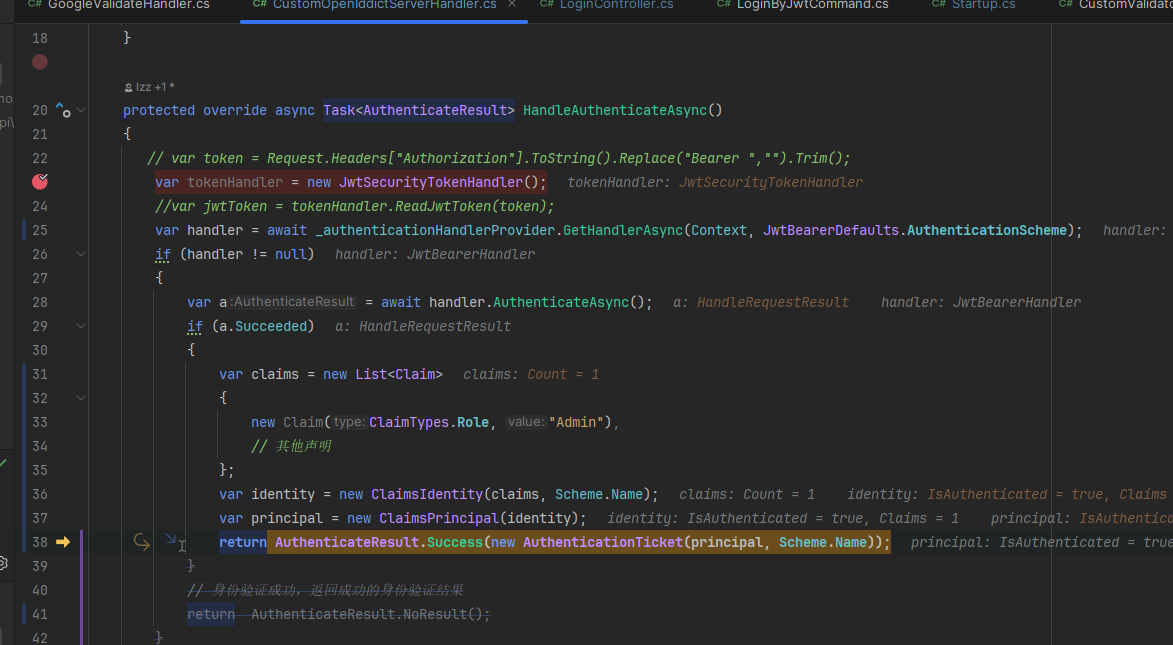 C# GoogleValidateHandler.cs C# CustomOpenIddictServerHandler.cs × C# LoginController.cs C# LoginByJwtCommand.cs C# Startup.cs C# CustomValidato
18 }
lzz +1 *
20 protected override async Task<AuthenticateResult> HandleAuthenticateAsync()
21 {
22 // var token = Request.Headers["Authorization"].ToString().Replace("Bearer ","").Trim();
var tokenHandler = new JwtSecurityTokenHandler(); tokenHandler: JwtSecurityTokenHandler
24 //var jwtToken = tokenHandler.ReadJwtToken(token);
25 var handler = await _authenticationHandlerProvider.GetHandlerAsync(Context, JwtBearerDefaults.AuthenticationScheme); handler:
26 if (handler != null) handler: JwtBearerHandler
27 {
28 var a :AuthenticateResult = await handler.AuthenticateAsync(); a: HandleRequestResult handler: JwtBearerHandler
29 if (a.Succeeded) a: HandleRequestResult
30 {
31 var claims = new List<Claim> claims: Count = 1
32 {
33 new Claim( type: ClaimTypes.Role, value: "Admin"),
34 // 其他声明
35 };
36 var identity = new ClaimsIdentity(claims, Scheme.Name); claims: Count = 1 identity: IsAuthenticated = true, Claims
37 var principal = new ClaimsPrincipal(identity); identity: IsAuthenticated = true, Claims = 1 principal: IsAuthentica
38 return AuthenticateResult.Success(new AuthenticationTicket(principal, Scheme.Name)); principal: IsAuthenticated = true
39 }
40 // 身份验证成功，返回成功的身份验证结果
41 return AuthenticateResult.NoResult();
42 }